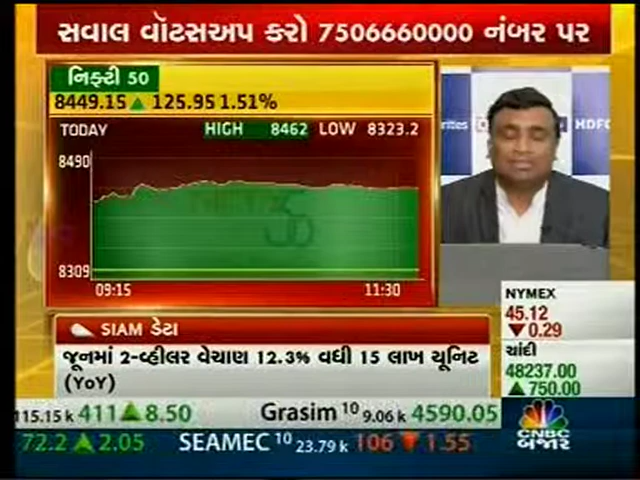 સવાલ વૉટસઅપ કરો 7506660000 નંબર પર
નિફ્ટી 50
8449.15 ▲ 125.95 1.51%
TODAY HIGH 8462 LOW 8323.2
8490
8309
09:15 11:30
HDFC
SIAM ડેટા
જૂનમાં 2-વ્હીલર વેચાણ 12.3% વધી 15 લાખ યૂનિટ
(YoY)
NYMEX
45.12
▼ 0.29
ચાંદી
48237.00
▲ 750.00
115.15 k 411 ▲ 8.50 Grasim 10 9.06 k 4590.05
72.2 ▲ 2.05 SEAMEC 10 23.79 k 106 ▼ 1.55
CNBC
બજાર